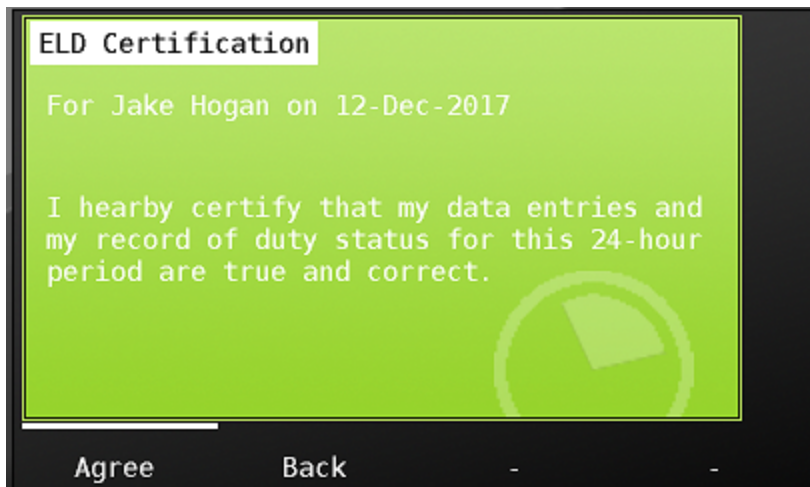 ELD Certification
For Jake Hogan on 12-Dec-2017
I hearby certify that my data entries and
my record of duty status for this 24-hour
period are true and correct.
Agree Back - -